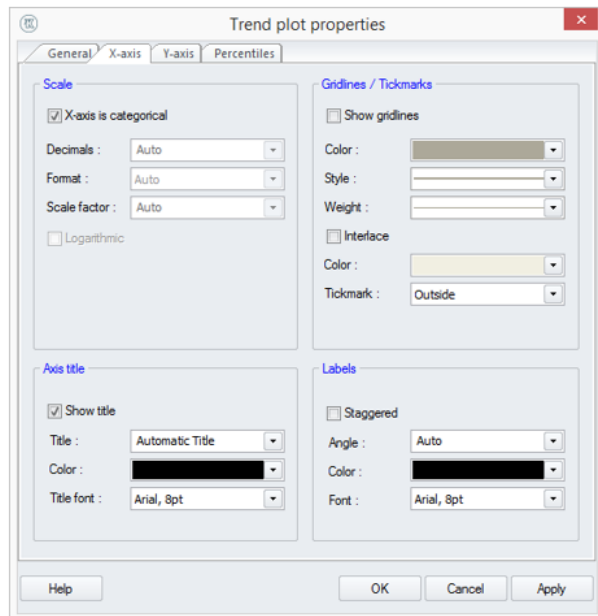 Trend plot properties
General X-axis Y-axis Percentiles
Scale
X-axis is categorical
Decimals : Auto
Format : Auto
Scale factor : Auto
Logarithmic
Gridlines / Tickmarks
Show gridlines
Color :
Style :
Weight :
Interlace
Color :
Tickmark : Outside
Axis title
Show title
Title : Automatic Title
Color :
Title font : Arial, 8pt
Labels
Staggered
Angle : Auto
Color :
Font : Arial, 8pt
Help OK Cancel Apply